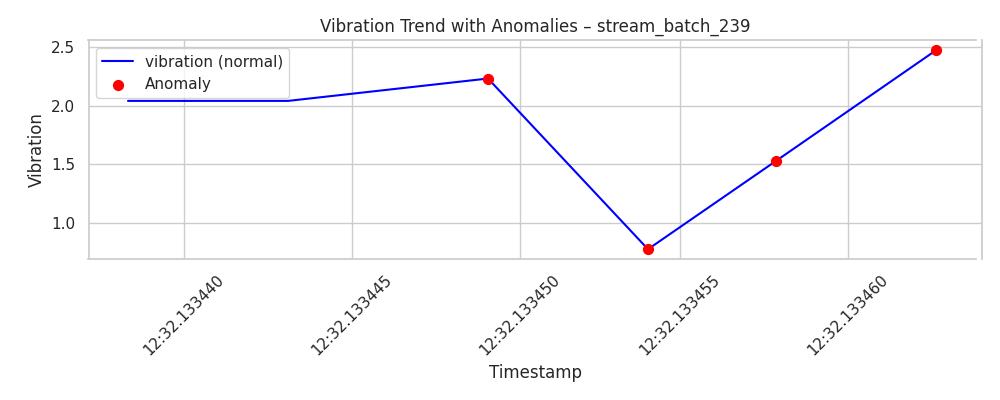 Vibration Trend with Anomalies – stream_batch_239
vibration (normal)
Anomaly
2.5
2.0
1.5
1.0
Vibration
12:32.133440
12:32.133445
12:32.133450
12:32.133455
12:32.133460
Timestamp